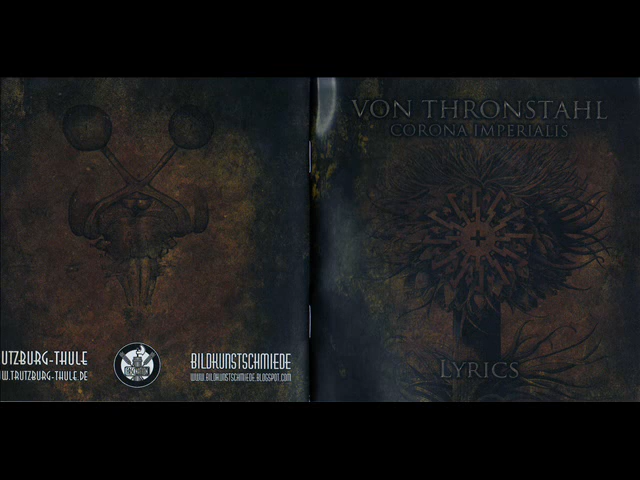 UTZBURG-THULE
W.TRUTZBURG-THULE.DE
BILDKUNSTSCHMIEDE
WWW.BILDKUNSTSCHMIEDE.BLOGSPOT.COM
VON THRONSTAHL
CORONA IMPERIALIS
LYRICS